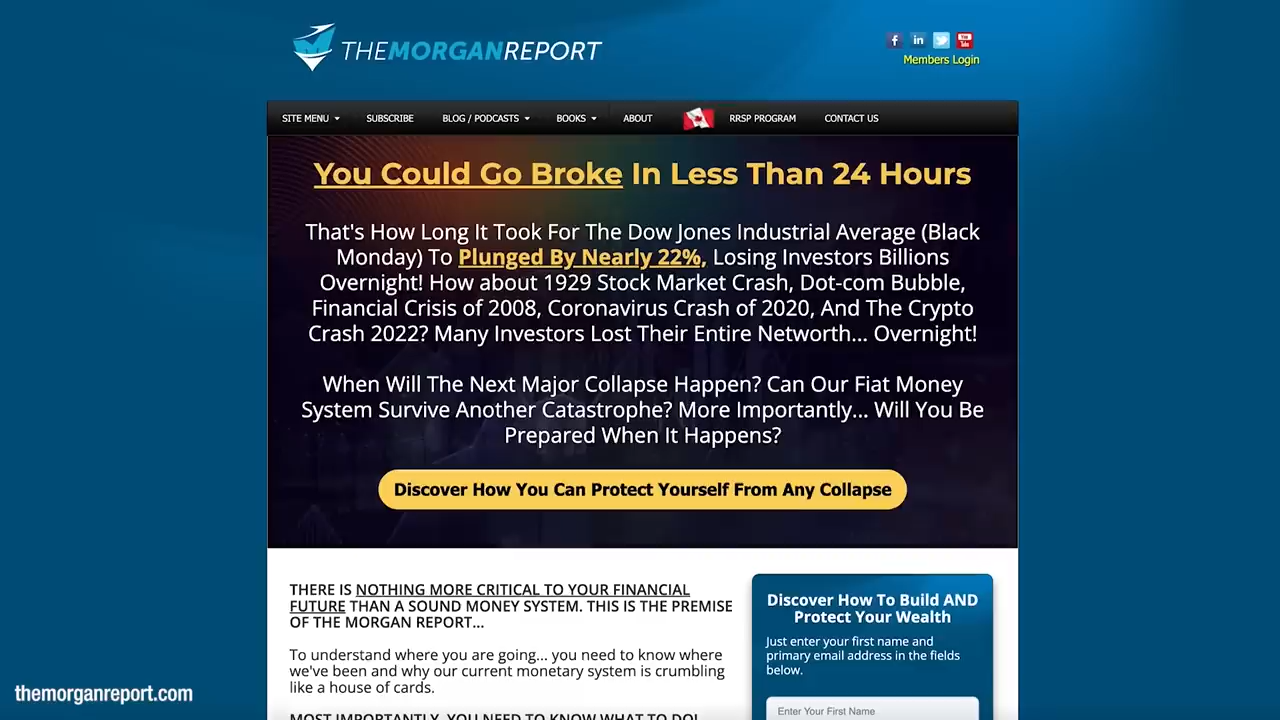 THEMORGANREPORT
Members Login
SITE MENU SUBSCRIBE BLOG / PODCASTS BOOKS ABOUT RRSP PROGRAM CONTACT US
You Could Go Broke In Less Than 24 Hours
That's How Long It Took For The Dow Jones Industrial Average (Black
Monday) To Plunged By Nearly 22%, Losing Investors Billions
Overnight! How about 1929 Stock Market Crash, Dot-com Bubble,
Financial Crisis of 2008, Coronavirus Crash of 2020, And The Crypto
Crash 2022? Many Investors Lost Their Entire Networth... Overnight!
When Will The Next Major Collapse Happen? Can Our Fiat Money
System Survive Another Catastrophe? More Importantly... Will You Be
Prepared When It Happens?
Discover How You Can Protect Yourself From Any Collapse
THERE IS NOTHING MORE CRITICAL TO YOUR FINANCIAL
FUTURE THAN A SOUND MONEY SYSTEM. THIS IS THE PREMISE
OF THE MORGAN REPORT...
To understand where you are going... you need to know where
we've been and why our current monetary system is crumbling
like a house of cards.
MOST IMPORTANTLY, YOU NEED TO KNOW WHAT TO DO!
Discover How To Build AND
Protect Your Wealth
Just enter your first name and
primary email address in the fields
below.
Enter Your First Name
themorganreport.com